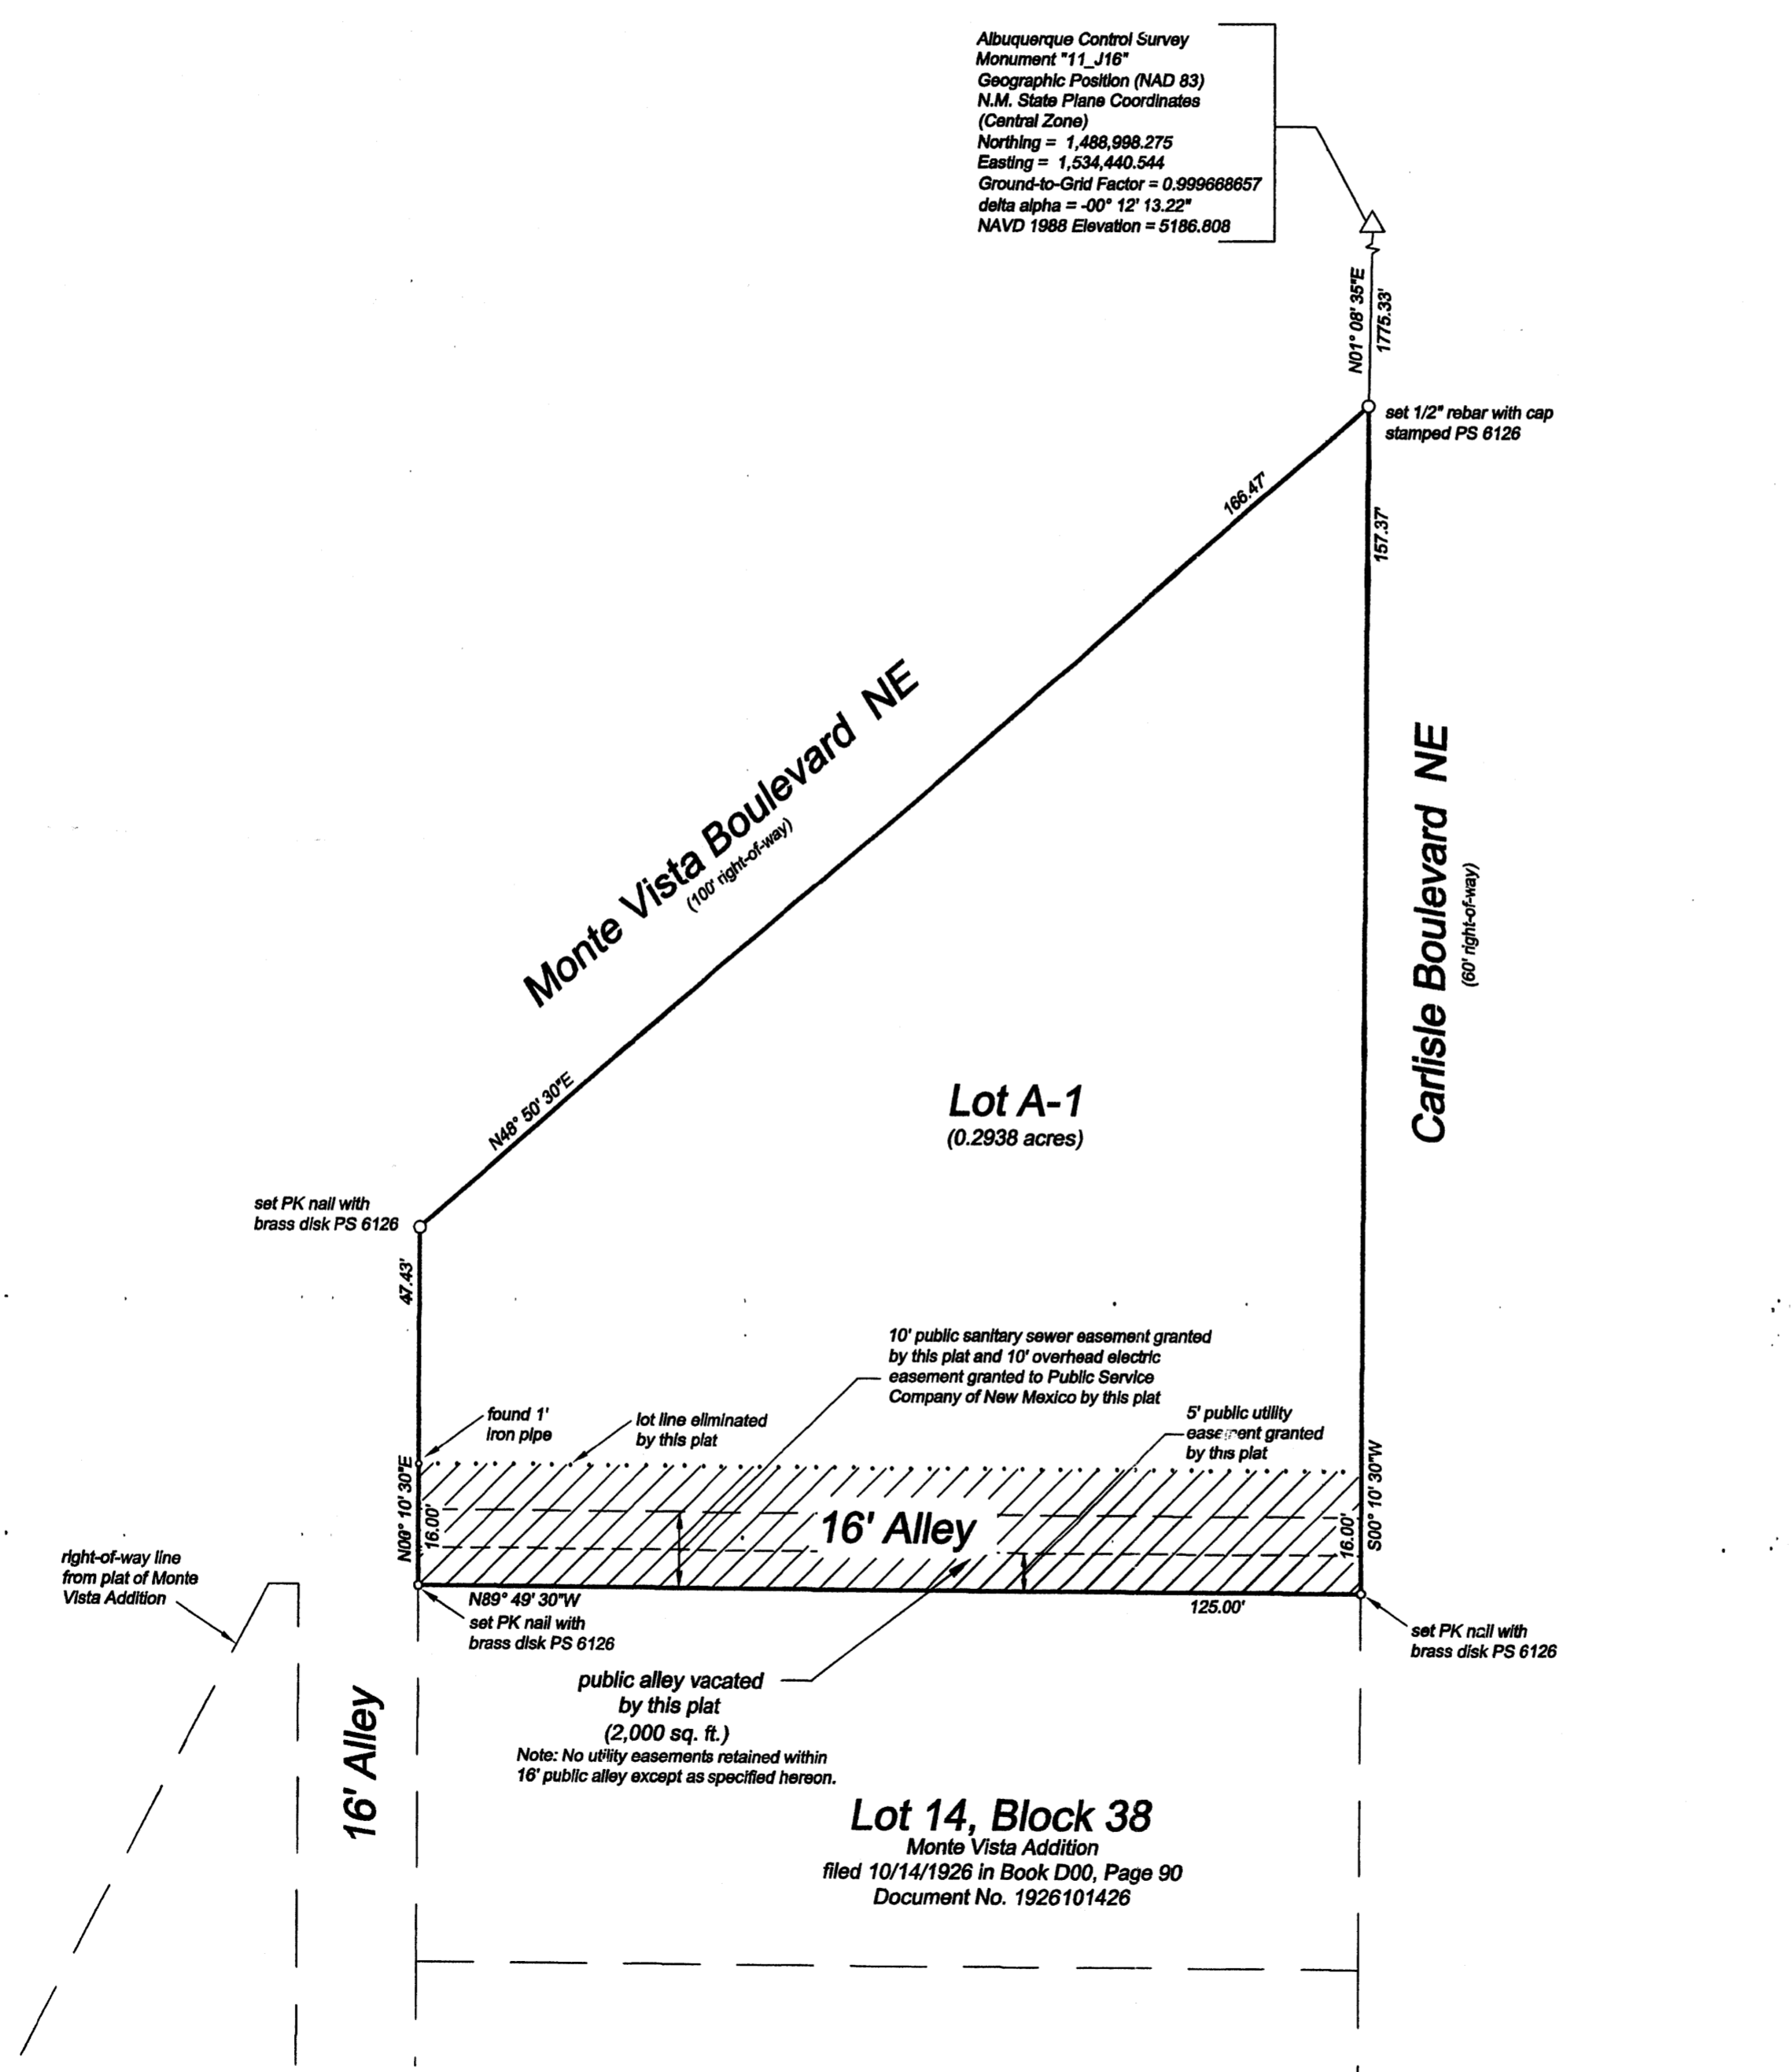 Albuquerque Control Survey
Monument "11_J16"
Geographic Position (NAD 83)
N.M. State Plane Coordinates
(Central Zone)
Northing = 1,488,998.275
Easting = 1,534,440.544
Ground-to-Grid Factor = 0.999668657
delta alpha = -00° 12' 13.22"
NAVD 1988 Elevation = 5186.808
N01° 08' 35"E
1775.33'
set 1/2" rebar with cap
stamped PS 6126
166.47'
157.37'
Monte Vista Boulevard NE
(100' right-of-way)
Carlisle Boulevard NE
(60' right-of-way)
N48° 50' 30"E
Lot A-1
(0.2938 acres)
set PK nail with
brass disk PS 6126
47.43'
10' public sanitary sewer easement granted
by this plat and 10' overhead electric
easement granted to Public Service
Company of New Mexico by this plat
found 1'
iron pipe
lot line eliminated
by this plat
5' public utility
easement granted
by this plat
N00° 10' 30"E
16.00'
16' Alley
16.00'
S00° 10' 30"W
right-of-way line
from plat of Monte
Vista Addition
N89° 49' 30"W
set PK nail with
brass disk PS 6126
125.00'
set PK nail with
brass disk PS 6126
public alley vacated
by this plat
(2,000 sq. ft.)
Note: No utility easements retained within
16' public alley except as specified hereon.
16' Alley
Lot 14, Block 38
Monte Vista Addition
filed 10/14/1926 in Book D00, Page 90
Document No. 1926101426